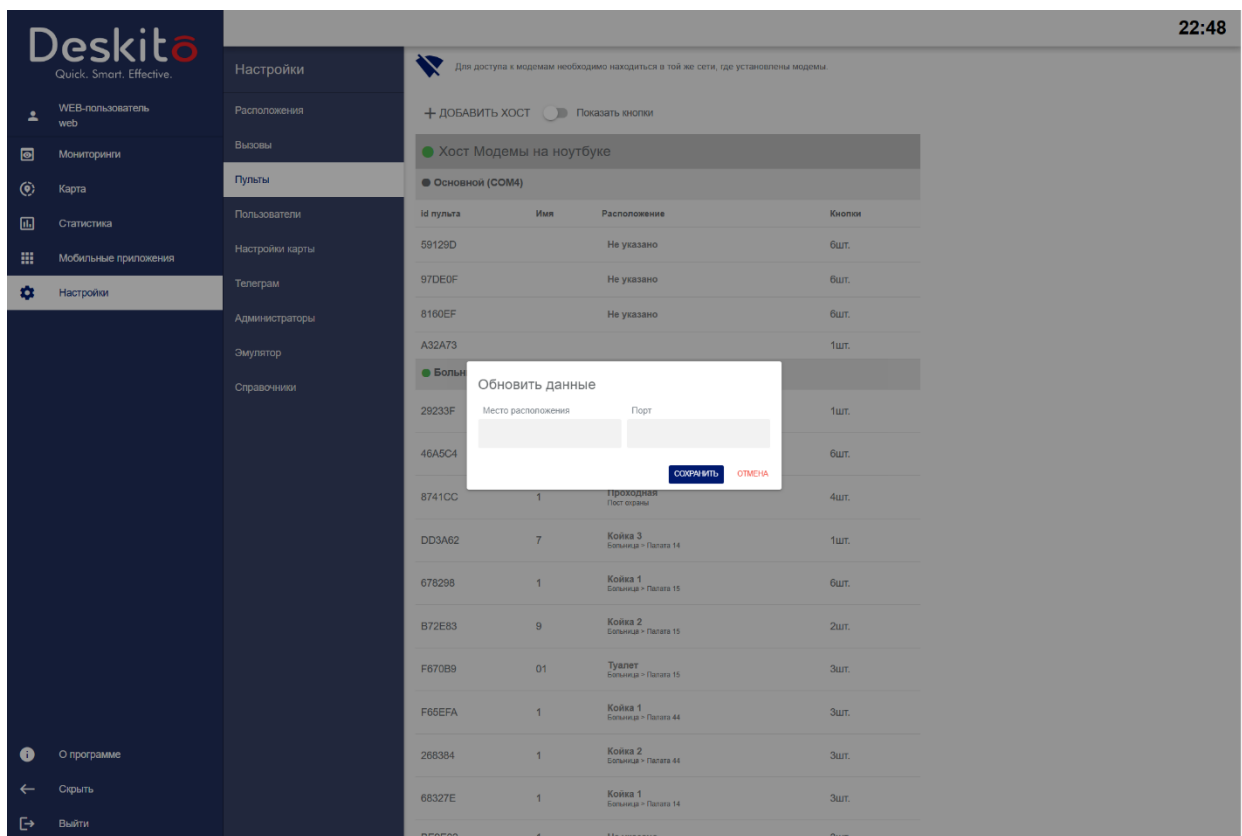 22:48
Deskito
Quick. Smart. Effective.
WEB-пользователь
web
Мониторинги
Карта
Статистика
Мобильные приложения
Настройки
О программе
Скрыть
Выйти
Настройки
Расположения
Вызовы
Пульты
Пользователи
Настройки карты
Телеграм
Администраторы
Эмулятор
Справочники
Для доступа к модемам необходимо находиться в той же сети, где установлены модемы.
+ ДОБАВИТЬ ХОСТ Показать кнопки
Хост Модемы на ноутбуке
Основной (COM4)
id пульта Имя Расположение Кнопки
59129D Не указано 6шт.
97DE0F Не указано 6шт.
8160EF Не указано 6шт.
A32A73 1шт.
Больн
29233F 1шт.
46A5C4 6шт.
Обновить данные
Место расположения Порт
СОХРАНИТЬ ОТМЕНА
8741CC 1 Проходная 4шт.
Пост охраны
DD3A62 7 Койка 3 1шт.
Больница > Палата 14
678298 1 Койка 1 6шт.
Больница > Палата 15
B72E83 9 Койка 2 2шт.
Больница > Палата 15
F670B9 01 Туалет 3шт.
Больница > Палата 15
F65EFA 1 Койка 1 3шт.
Больница > Палата 44
268384 1 Койка 2 3шт.
Больница > Палата 44
68327E 1 Койка 1 3шт.
Больница > Палата 14